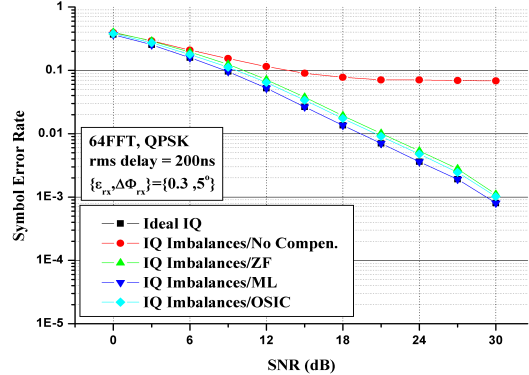 Symbol Error Rate
1
0.1
0.01
1E-3
1E-4
1E-5
64FFT, QPSK
rms delay = 200ns
{ε_rx,ΔΦ_rx}={0.3 ,5°}
Ideal IQ
IQ Imbalances/No Compen.
IQ Imbalances/ZF
IQ Imbalances/ML
IQ Imbalances/OSIC
0 6 12 18 24 30
SNR (dB)